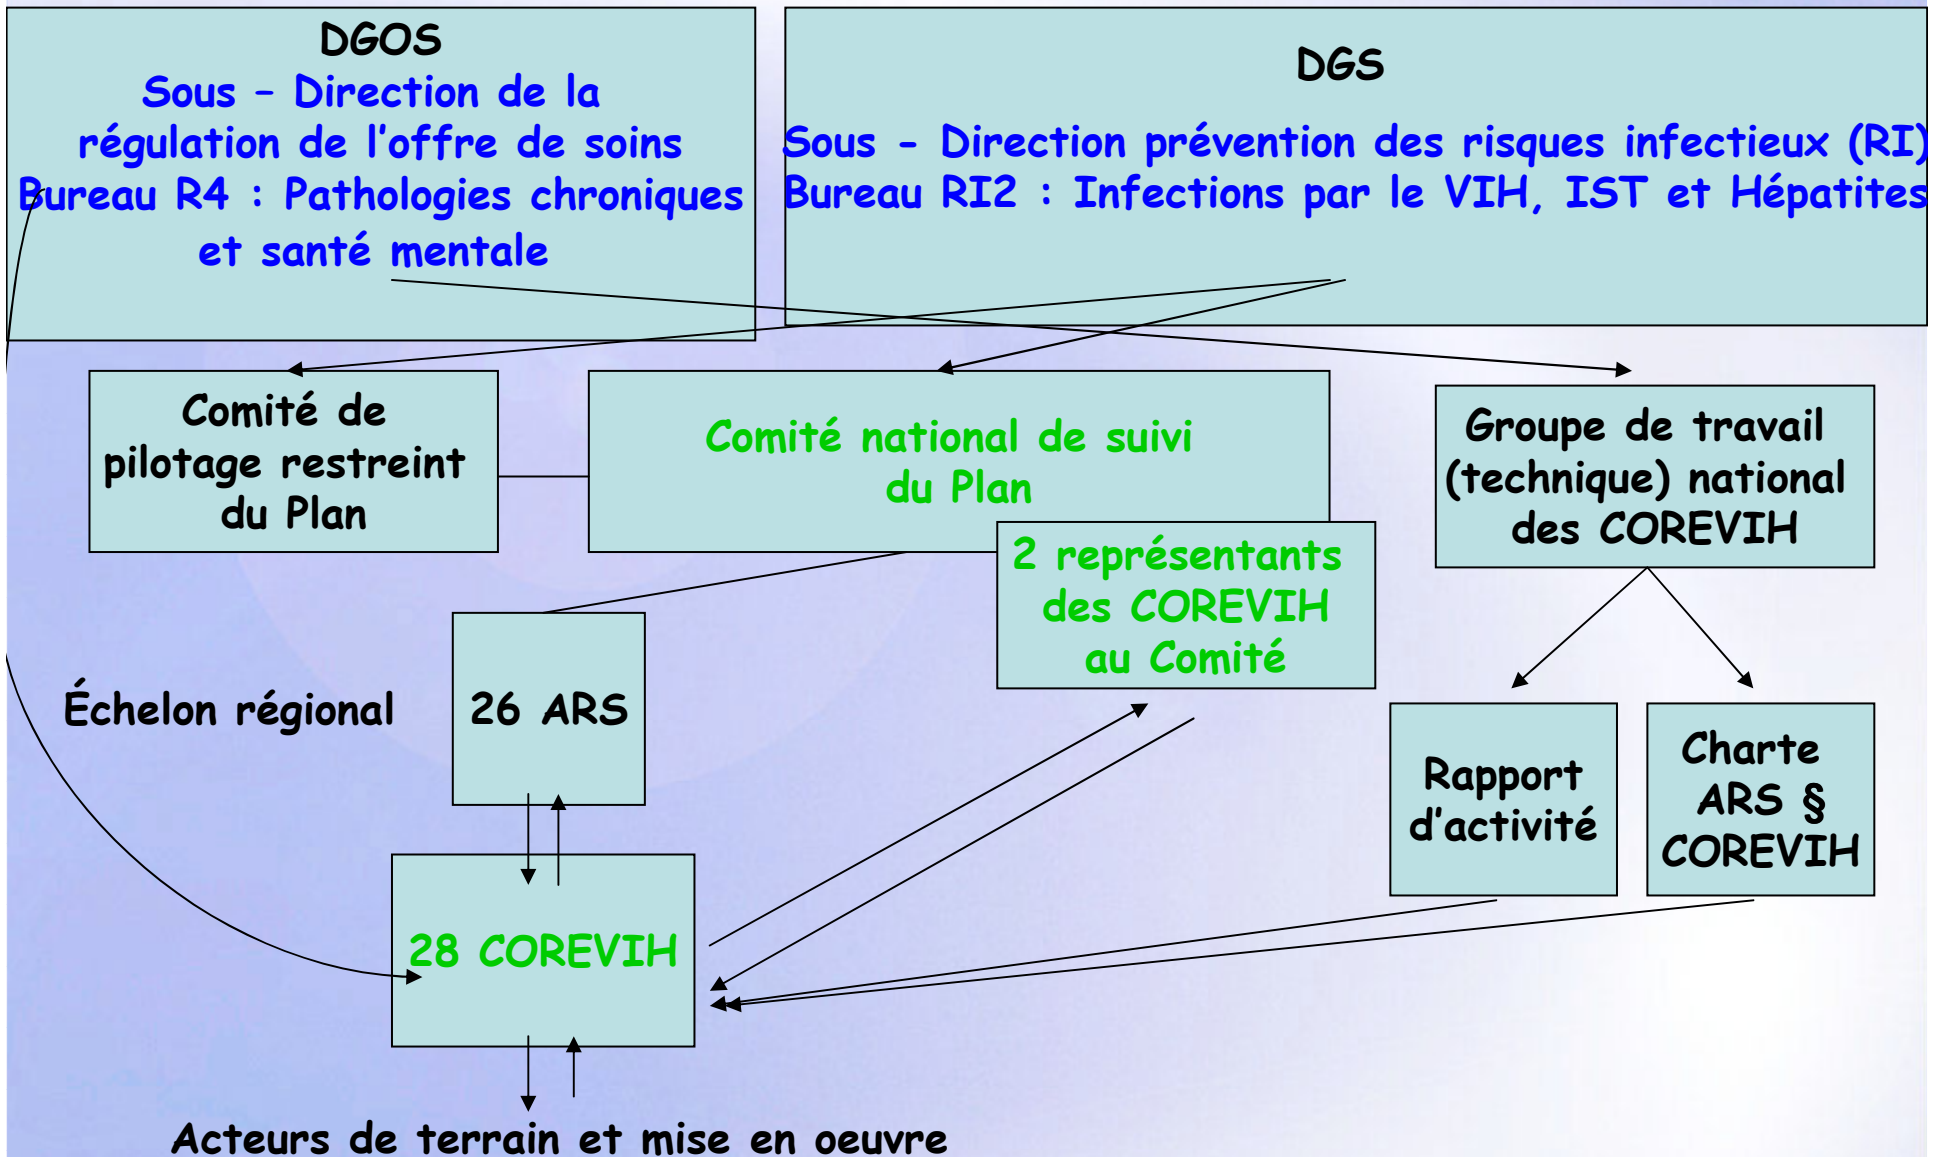 DGOS
Sous – Direction de la
régulation de l'offre de soins
Bureau R4 : Pathologies chroniques
et santé mentale
DGS
Sous - Direction prévention des risques infectieux (RI)
Bureau RI2 : Infections par le VIH, IST et Hépatites
Comité de
pilotage restreint
du Plan
Comité national de suivi
du Plan
Groupe de travail
(technique) national
des COREVIH
2 représentants
des COREVIH
au Comité
Échelon régional
26 ARS
Rapport
d'activité
Charte
ARS §
COREVIH
28 COREVIH
Acteurs de terrain et mise en oeuvre